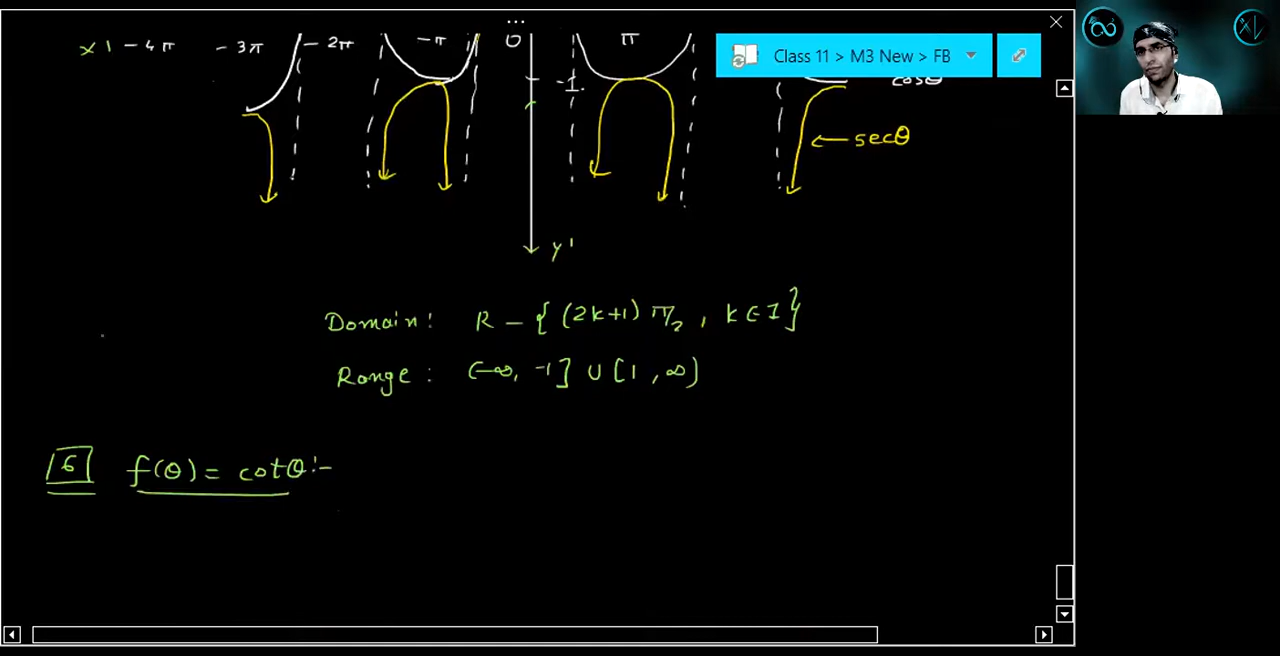 x1 -4π -3π -2π -π 0 π
Class 11 > M3 New > FB
-1
cosθ
← secθ
y'
Domain: R - { (2k+1) π/2 , k ∈ I }
Range: (-∞, -1] ∪ [1, ∞)
6 f(θ) = cotθ :-